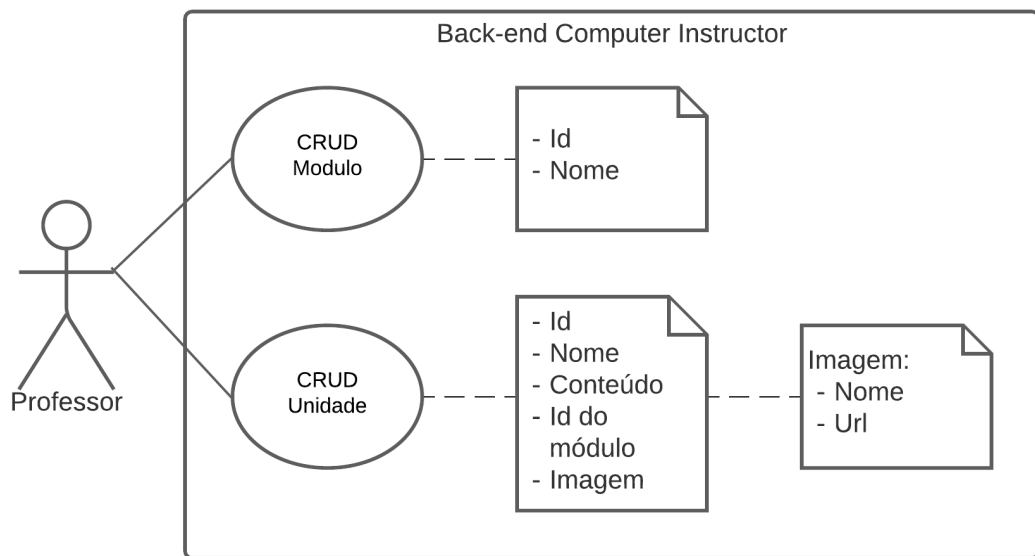 Back-end Computer Instructor
CRUD
Modulo
- Id
- Nome
Professor
CRUD
Unidade
- Id
- Nome
- Conteúdo
- Id do
módulo
- Imagem
Imagem:
- Nome
- Url